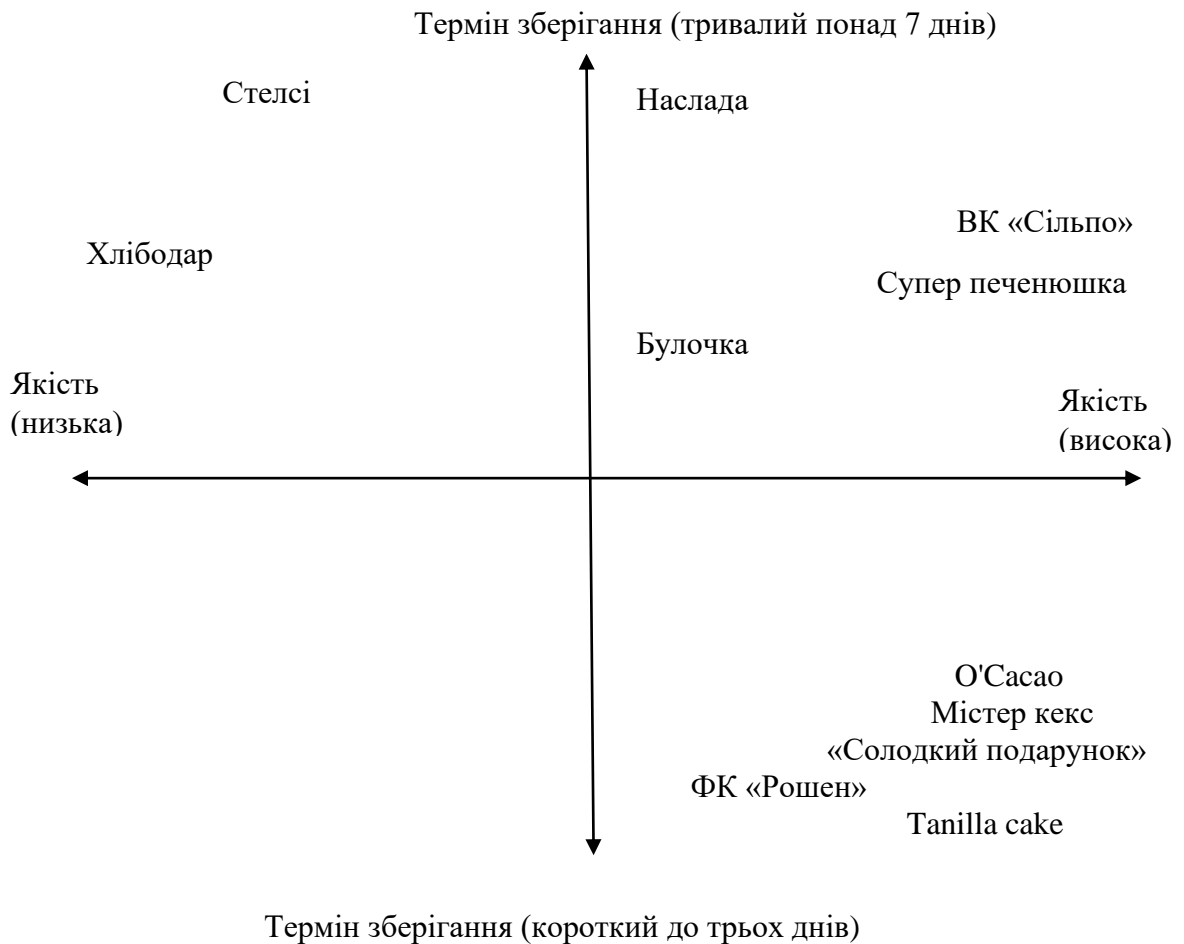 Термін зберігання (тривалий понад 7 днів)
Стелсі
Наслада
ВК «Сільпо»
Хлібодар
Супер печенюшка
Булочка
Якість
(низька)
Якість
(висока)
O'Cacao
Містер кекс
«Солодкий подарунок»
ФК «Рошен»
Tanilla cake
Термін зберігання (короткий до трьох днів)